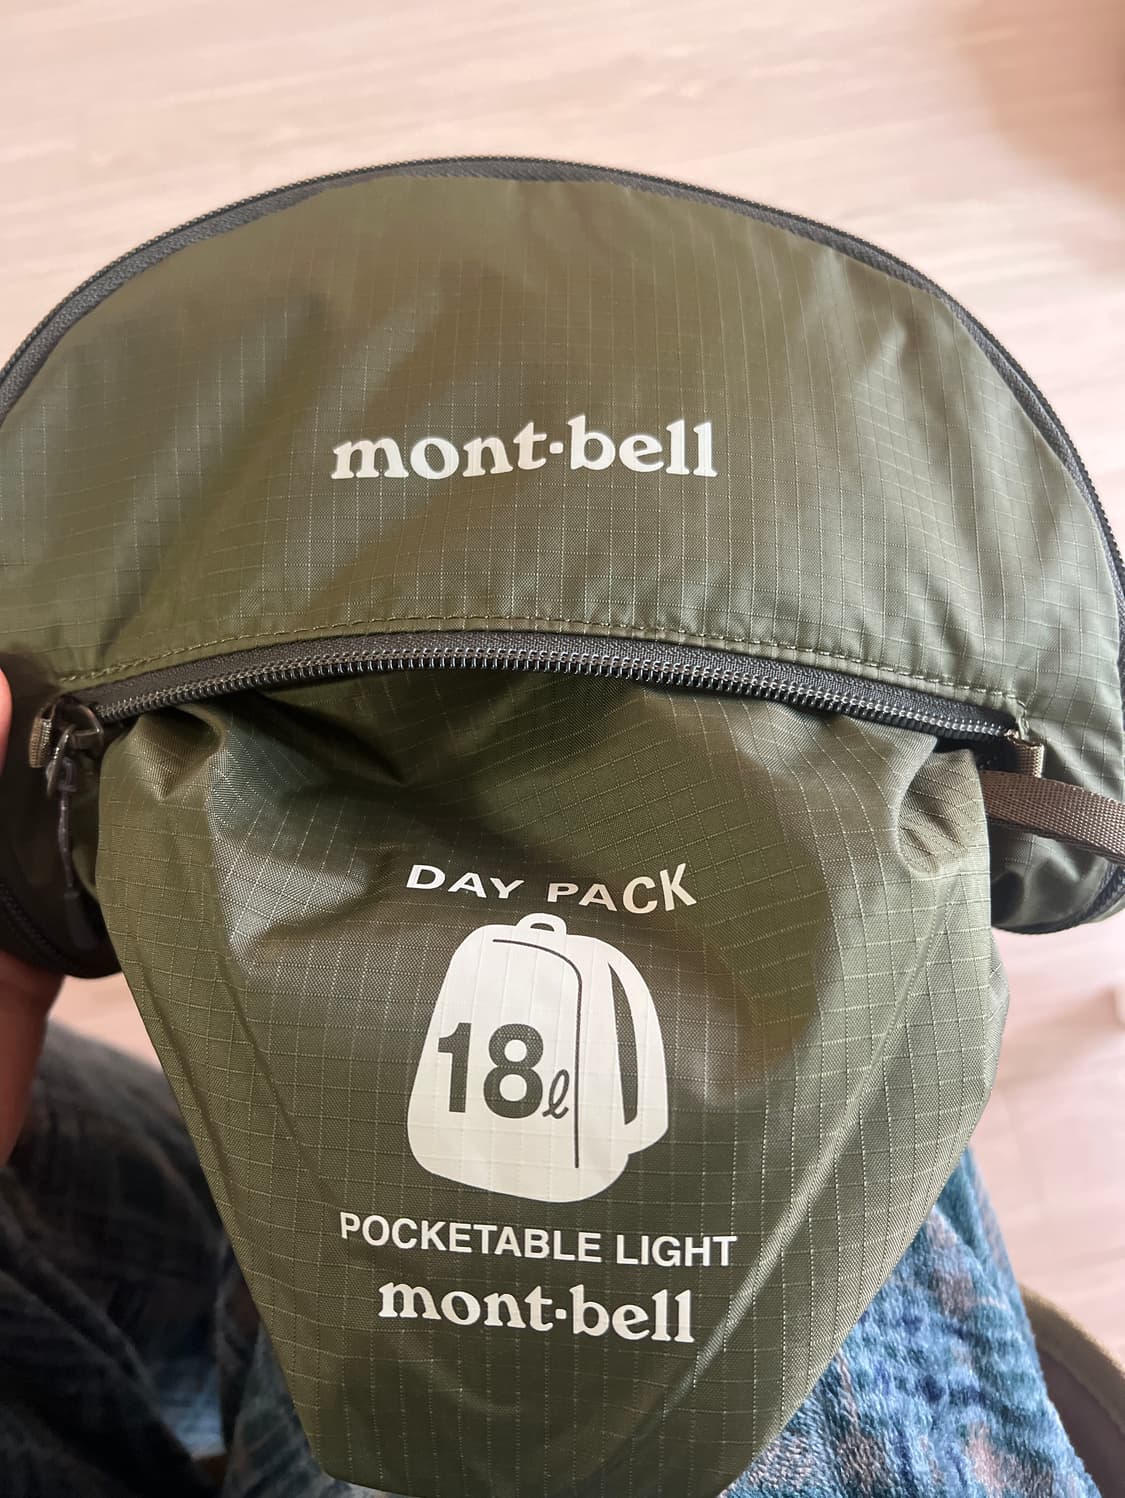 mont·bell
DAY PACK
18ℓ
POCKETABLE LIGHT
mont·bell